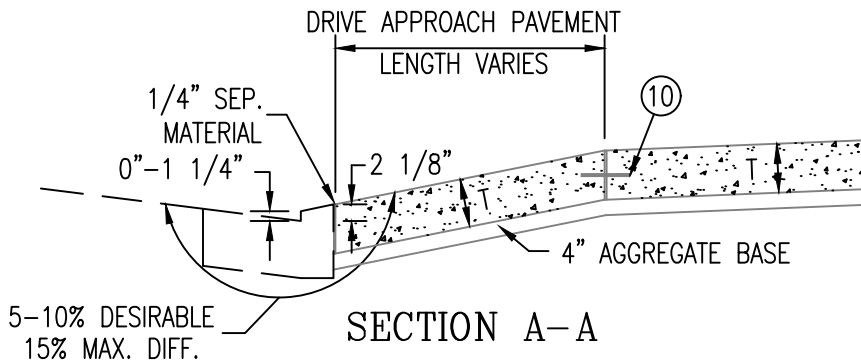 DRIVE APPROACH PAVEMENT
LENGTH VARIES
10
1/4" SEP.
MATERIAL
0"-1 1/4"
2 1/8"
T
T
4" AGGREGATE BASE
5-10% DESIRABLE
15% MAX. DIFF.
SECTION A-A